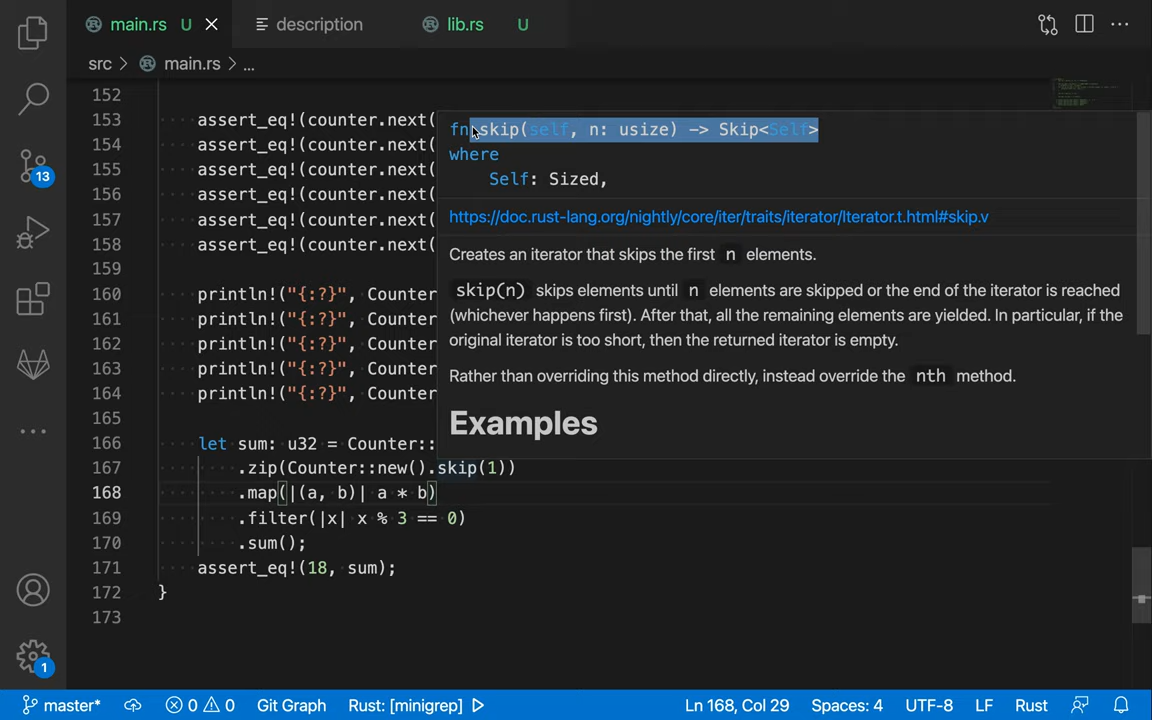 main.rs U
description
lib.rs U
src > main.rs > ...
152
153 assert_eq!(counter.next(
154 assert_eq!(counter.next(
155 assert_eq!(counter.next(
156 assert_eq!(counter.next(
157 assert_eq!(counter.next(
158 assert_eq!(counter.next(
159
160 println!("{:?}", Counter
161 println!("{:?}", Counter
162 println!("{:?}", Counter
163 println!("{:?}", Counter
164 println!("{:?}", Counter
165
166 let sum: u32 = Counter::
167 .zip(Counter::new().skip(1))
168 .map(|(a, b)| a * b)
169 .filter(|x| x % 3 == 0)
170 .sum();
171 assert_eq!(18, sum);
172 }
173
fn skip(self, n: usize) -> Skip<Self>
where
Self: Sized,
https://doc.rust-lang.org/nightly/core/iter/traits/iterator/Iterator.t.html#skip.v
Creates an iterator that skips the first n elements.
skip(n) skips elements until n elements are skipped or the end of the iterator is reached
(whichever happens first). After that, all the remaining elements are yielded. In particular, if the
original iterator is too short, then the returned iterator is empty.
Rather than overriding this method directly, instead override the nth method.
Examples
13
1
master*
0 0
Git Graph
Rust: [minigrep]
Ln 168, Col 29
Spaces: 4
UTF-8
LF
Rust